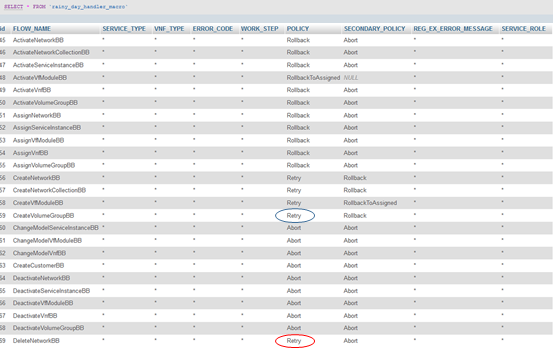 SELECT * FROM `rainy_day_handler_macro`
id FLOW_NAME SERVICE_TYPE VNF_TYPE ERROR_CODE WORK_STEP POLICY SECONDARY_POLICY REG_EX_ERROR_MESSAGE SERVICE_ROLE
45 ActivateNetworkBB * * * * Rollback Abort * *
46 ActivateNetworkCollectionBB * * * * Rollback Abort * *
47 ActivateServiceInstanceBB * * * * Rollback Abort * *
48 ActivateVfModuleBB * * * * RollbackToAssigned NULL * *
49 ActivateVnfBB * * * * Rollback Abort * *
50 ActivateVolumeGroupBB * * * * Rollback Abort * *
51 AssignNetworkBB * * * * Rollback Abort * *
52 AssignServiceInstanceBB * * * * Rollback Abort * *
53 AssignVfModuleBB * * * * Rollback Abort * *
54 AssignVnfBB * * * * Rollback Abort * *
55 AssignVolumeGroupBB * * * * Rollback Abort * *
56 CreateNetworkBB * * * * Retry Rollback * *
57 CreateNetworkCollectionBB * * * * Retry Rollback * *
58 CreateVfModuleBB * * * * Retry RollbackToAssigned * *
59 CreateVolumeGroupBB * * * * Retry Rollback * *
60 ChangeModelServiceInstanceBB * * * * Abort Abort * *
61 ChangeModelVfModuleBB * * * * Abort Abort * *
62 ChangeModelVnfBB * * * * Abort Abort * *
63 CreateCustomerBB * * * * Abort Abort * *
64 DeactivateNetworkBB * * * * Abort Abort * *
65 DeactivateServiceInstanceBB * * * * Abort Abort * *
66 DeactivateVfModuleBB * * * * Abort Abort * *
67 DeactivateVnfBB * * * * Abort Abort * *
68 DeactivateVolumeGroupBB * * * * Abort Abort * *
69 DeleteNetworkBB * * * * Retry Abort * *